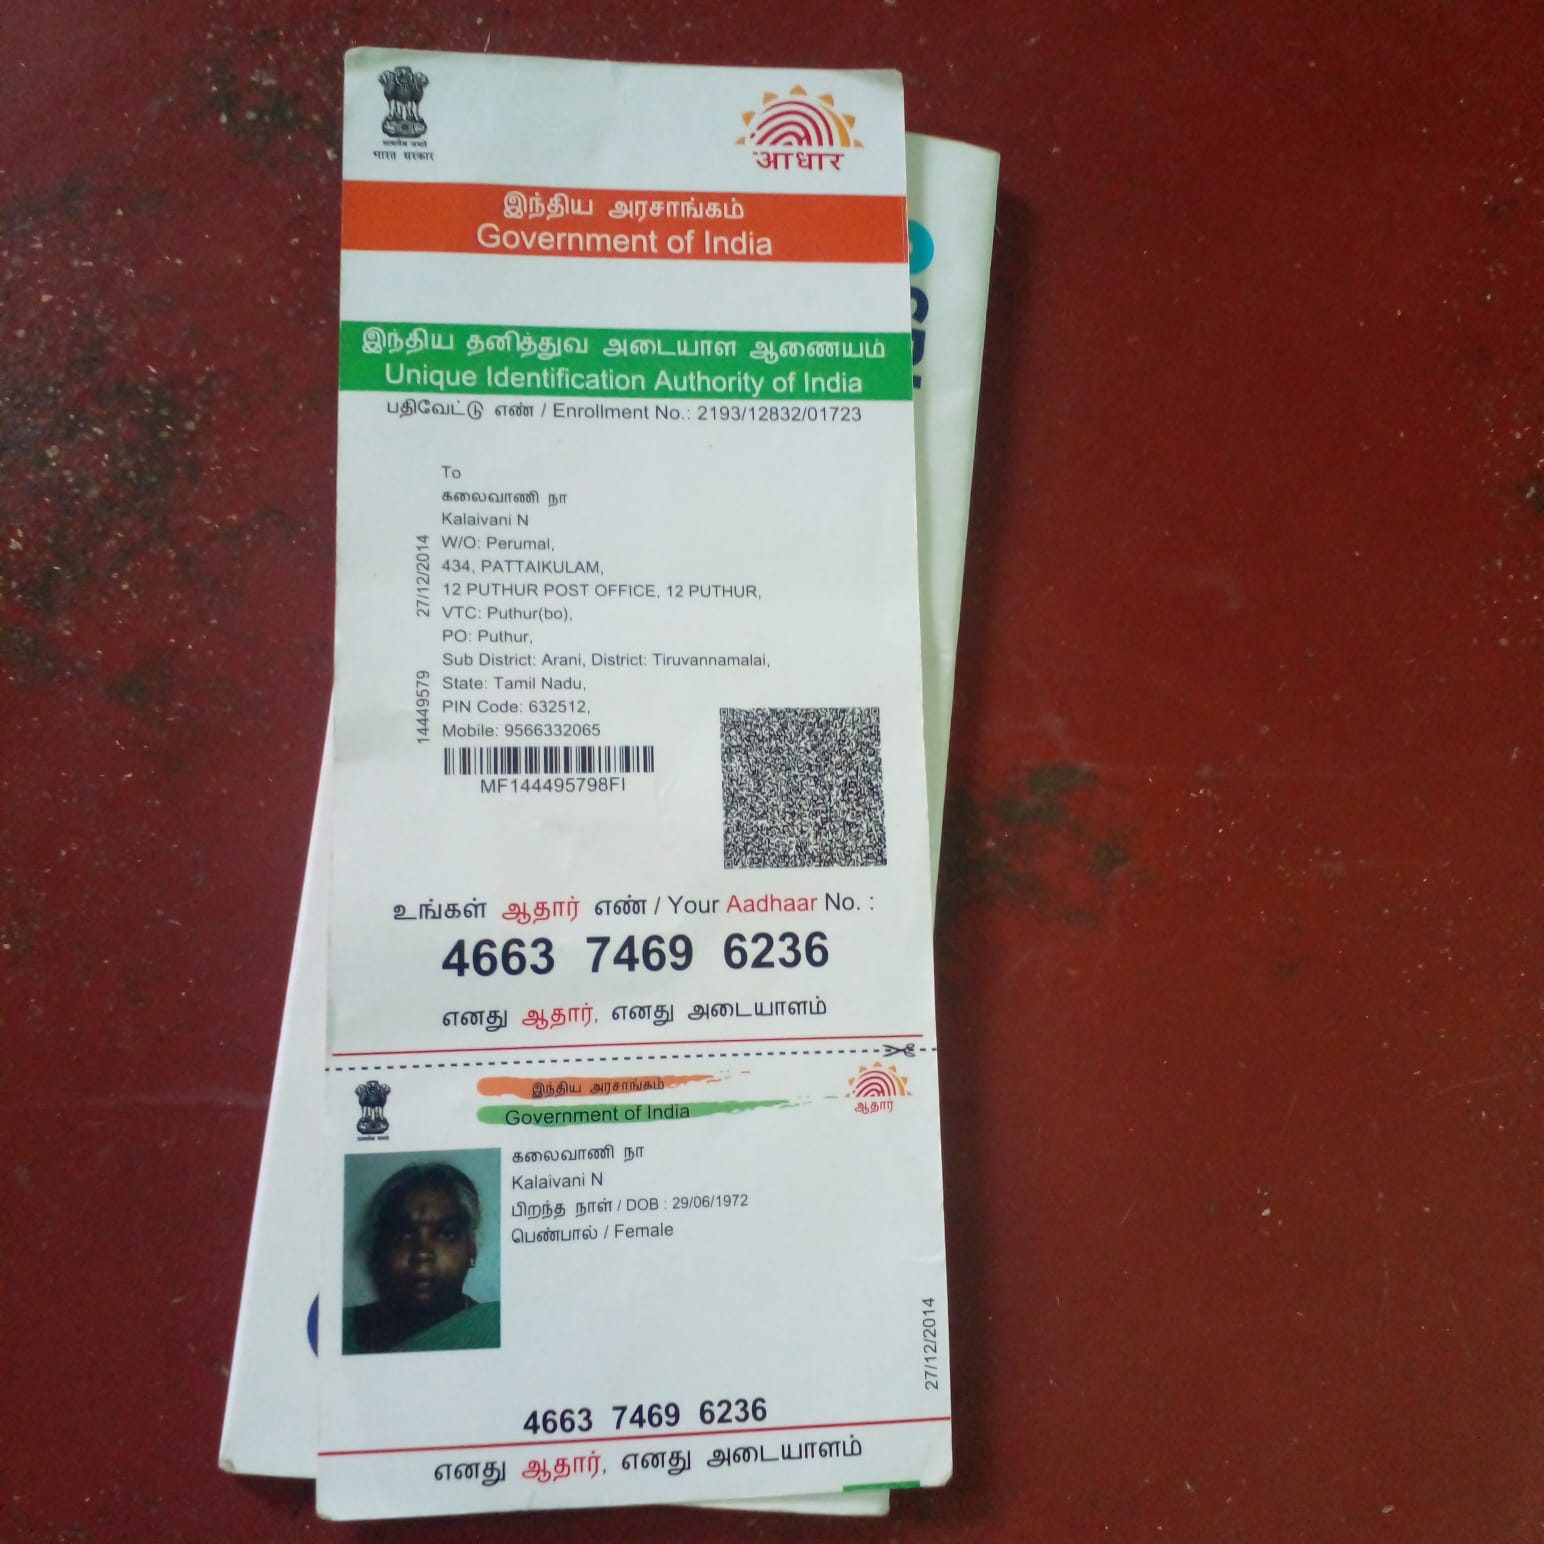 भारत सरकार
आधार
இந்திய அரசாங்கம்
Government of India
இந்திய தனித்துவ அடையாள ஆணையம்
Unique Identification Authority of India
பதிவேட்டு எண் / Enrollment No.: 2193/12832/01723
To
கலைவாணி நா
Kalaivani N
W/O: Perumal,
434, PATTAIKULAM,
12 PUTHUR POST OFFICE, 12 PUTHUR,
VTC: Puthur(bo),
PO: Puthur,
Sub District: Arani, District: Tiruvannamalai,
State: Tamil Nadu,
PIN Code: 632512,
Mobile: 9566332065
27/12/2014
14449579
MF144495798FI
உங்கள் ஆதார் எண் / Your Aadhaar No. :
4663 7469 6236
எனது ஆதார், எனது அடையாளம்
இந்திய அரசாங்கம்
Government of India
ஆதார்
கலைவாணி நா
Kalaivani N
பிறந்த நாள் / DOB : 29/06/1972
பெண்பால் / Female
27/12/2014
4663 7469 6236
எனது ஆதார், எனது அடையாளம்